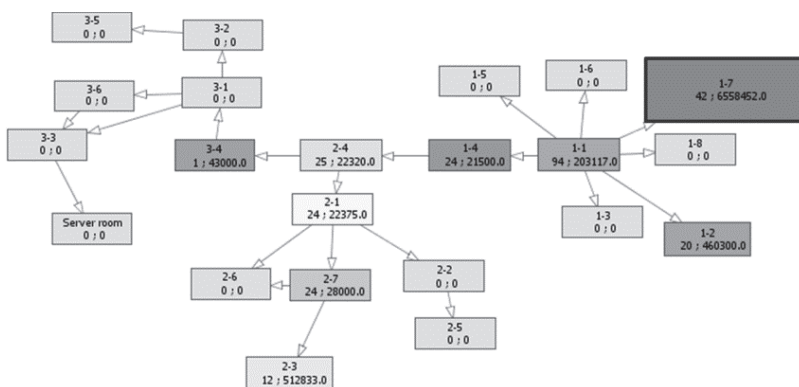 3-5
0 ; 0
3-2
0 ; 0
3-6
0 ; 0
3-1
0 ; 0
3-3
0 ; 0
3-4
1 ; 43000.0
Server room
0 ; 0
2-4
25 ; 22320.0
1-4
24 ; 21500.0
1-1
94 ; 203117.0
1-5
0 ; 0
1-6
0 ; 0
1-7
42 ; 6558452.0
1-8
0 ; 0
1-3
0 ; 0
1-2
20 ; 460300.0
2-1
24 ; 22375.0
2-6
0 ; 0
2-7
24 ; 28000.0
2-2
0 ; 0
2-5
0 ; 0
2-3
12 ; 512833.0